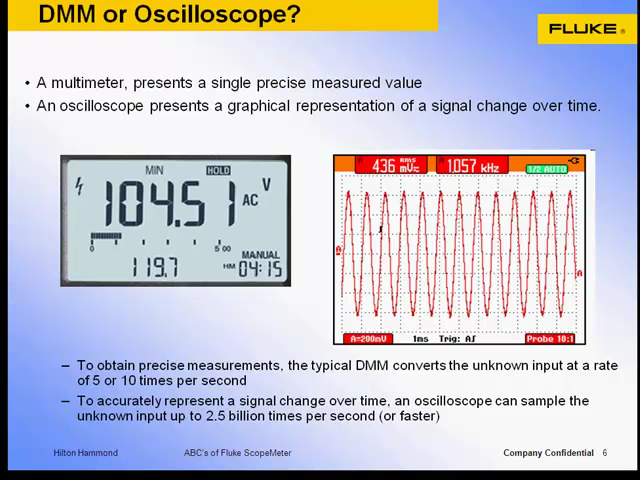 DMM or Oscilloscope?
FLUKE®
• A multimeter, presents a single precise measured value
• An oscilloscope presents a graphical representation of a signal change over time.
MIN HOLD
104.51 AC V
0 500
MANUAL
119.7 HM 04:15
A 436 rms mV≂ A 1.057 kHz 1/2 AUTO
A
A
A=200mV 1ms Trig: A∫ Probe 10:1
– To obtain precise measurements, the typical DMM converts the unknown input at a rate
of 5 or 10 times per second
– To accurately represent a signal change over time, an oscilloscope can sample the
unknown input up to 2.5 billion times per second (or faster)
Hilton Hammond ABC's of Fluke ScopeMeter Company Confidential 6